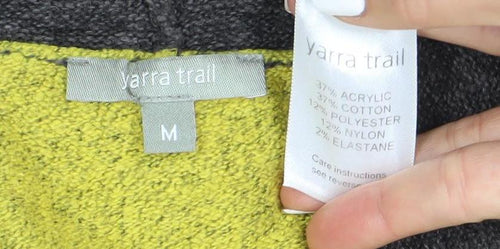 yarra trail
M
yarra trail
37% ACRYLIC
37% COTTON
12% POLYESTER
12% NYLON
2% ELASTANE
Care instructions
see reverse